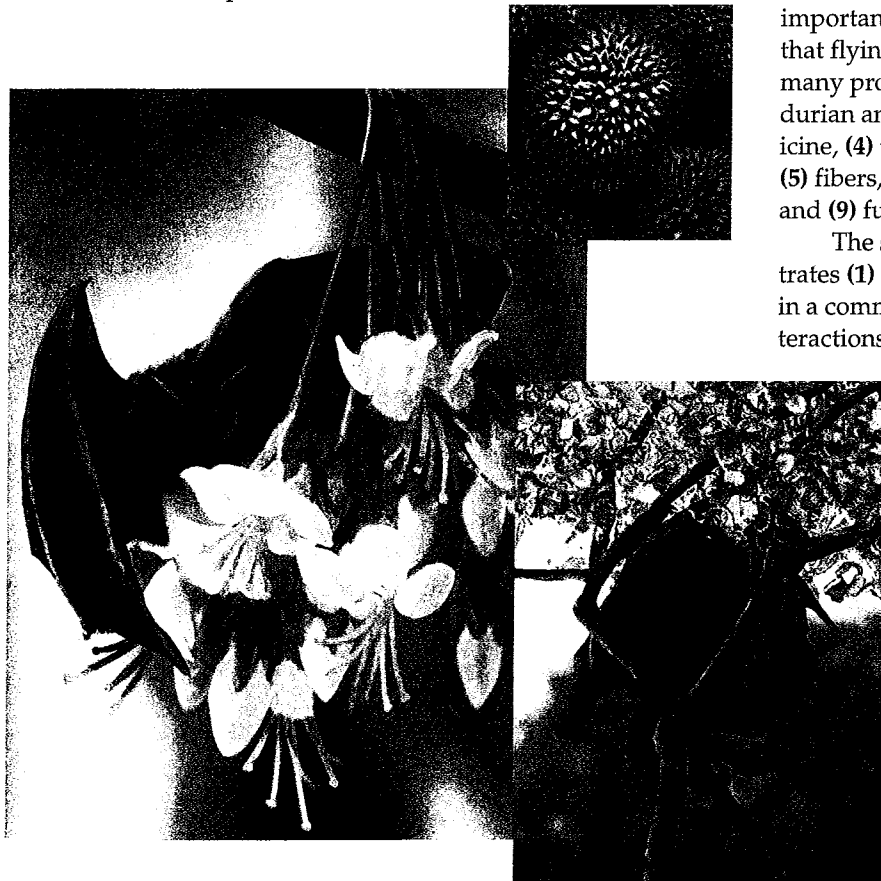 importan
that flyin
many pro
durian an
icine, (4)
(5) fibers,
and (9) fu
The s
trates (1)
in a comm
teractions